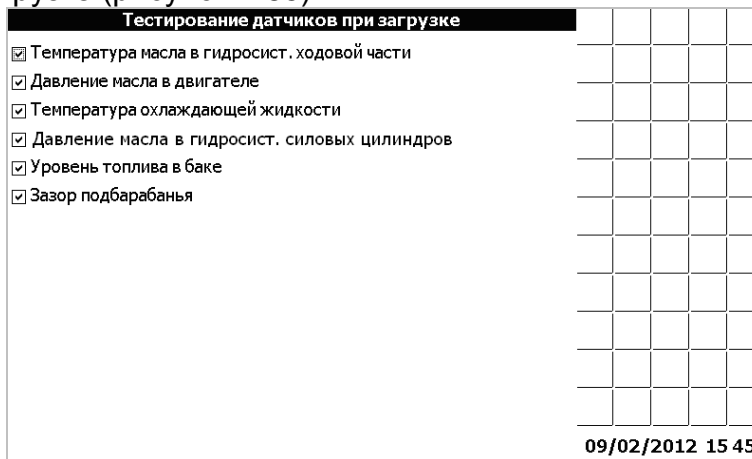 Тестирование датчиков при загрузке
Температура масла в гидросист. ходовой части
Давление масла в двигателе
Температура охлаждающей жидкости
Давление масла в гидросист. силовых цилиндров
Уровень топлива в баке
Зазор подбарабанья
09/02/2012 15 45